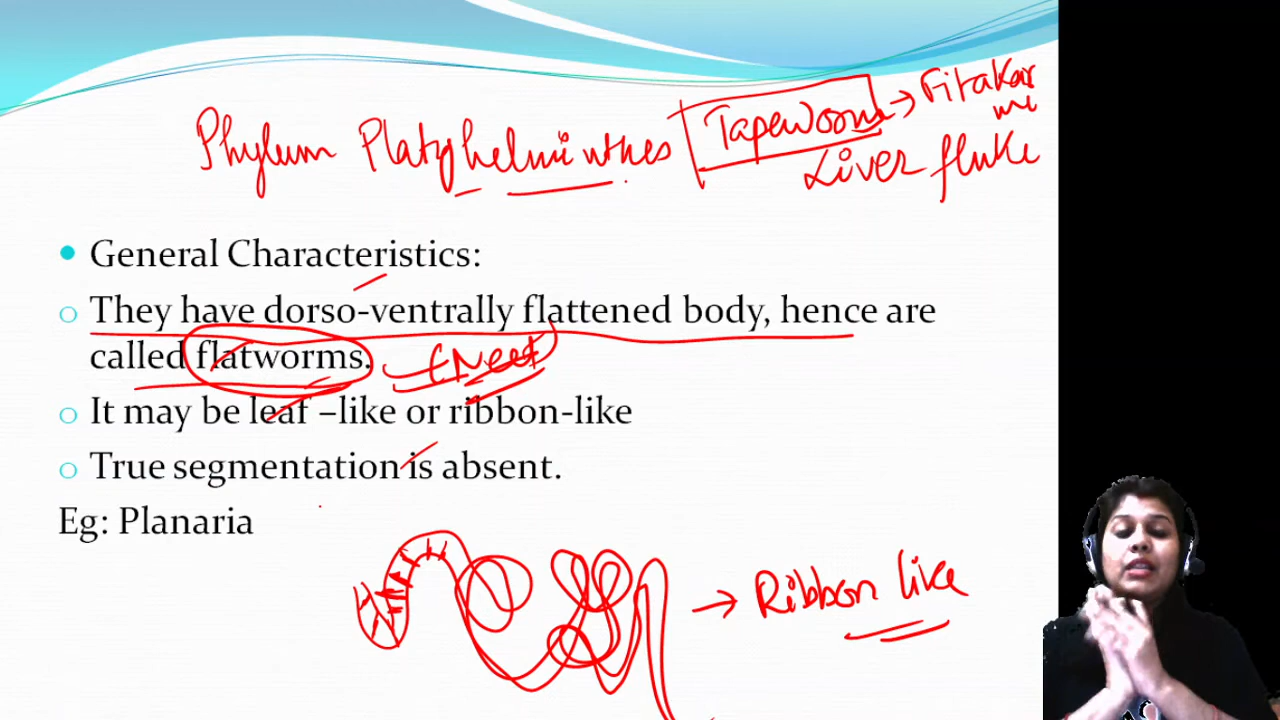 Phylum Platyhelminthes
Tapeworm → Fitakar
Liver fluke
General Characteristics:
They have dorso-ventrally flattened body, hence are
called flatworms. (Neet)
It may be leaf –like or ribbon-like
True segmentation is absent.
Eg: Planaria
→ Ribbon like